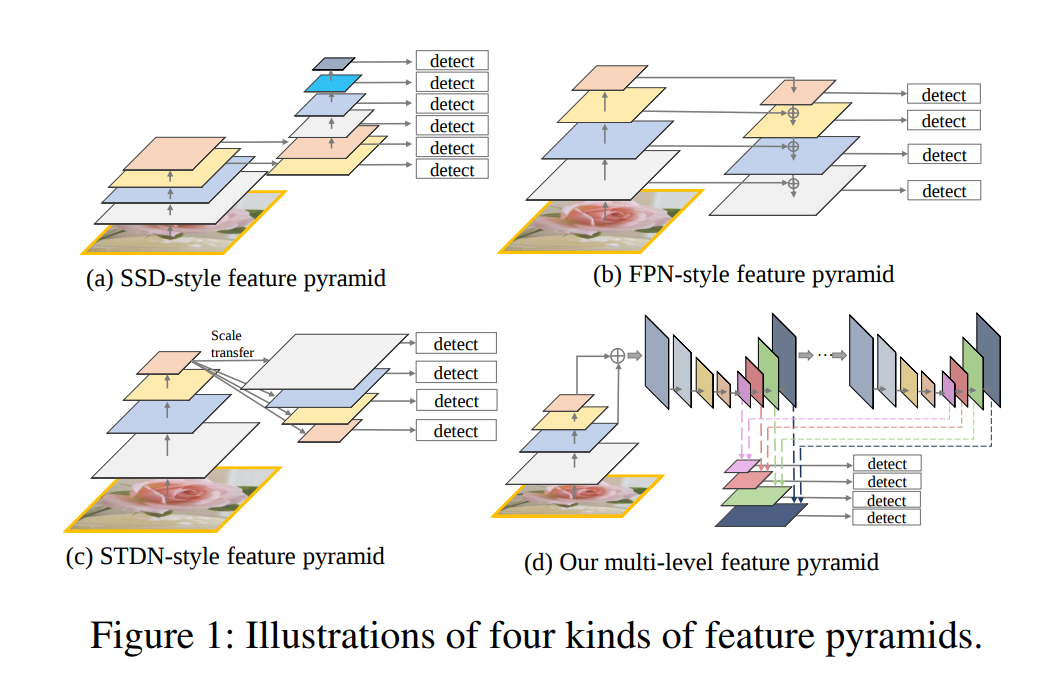 detect
detect
detect
detect
detect
detect
(a) SSD-style feature pyramid
detect
detect
detect
detect
(b) FPN-style feature pyramid
Scale
transfer
detect
detect
detect
detect
(c) STDN-style feature pyramid
...
detect
detect
detect
detect
(d) Our multi-level feature pyramid
Figure 1: Illustrations of four kinds of feature pyramids.